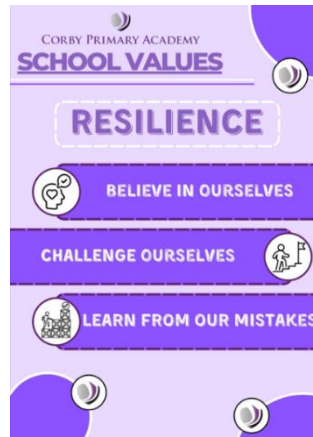 CORBY PRIMARY ACADEMY
SCHOOL VALUES
RESILIENCE
BELIEVE IN OURSELVES
CHALLENGE OURSELVES
LEARN FROM OUR MISTAKES